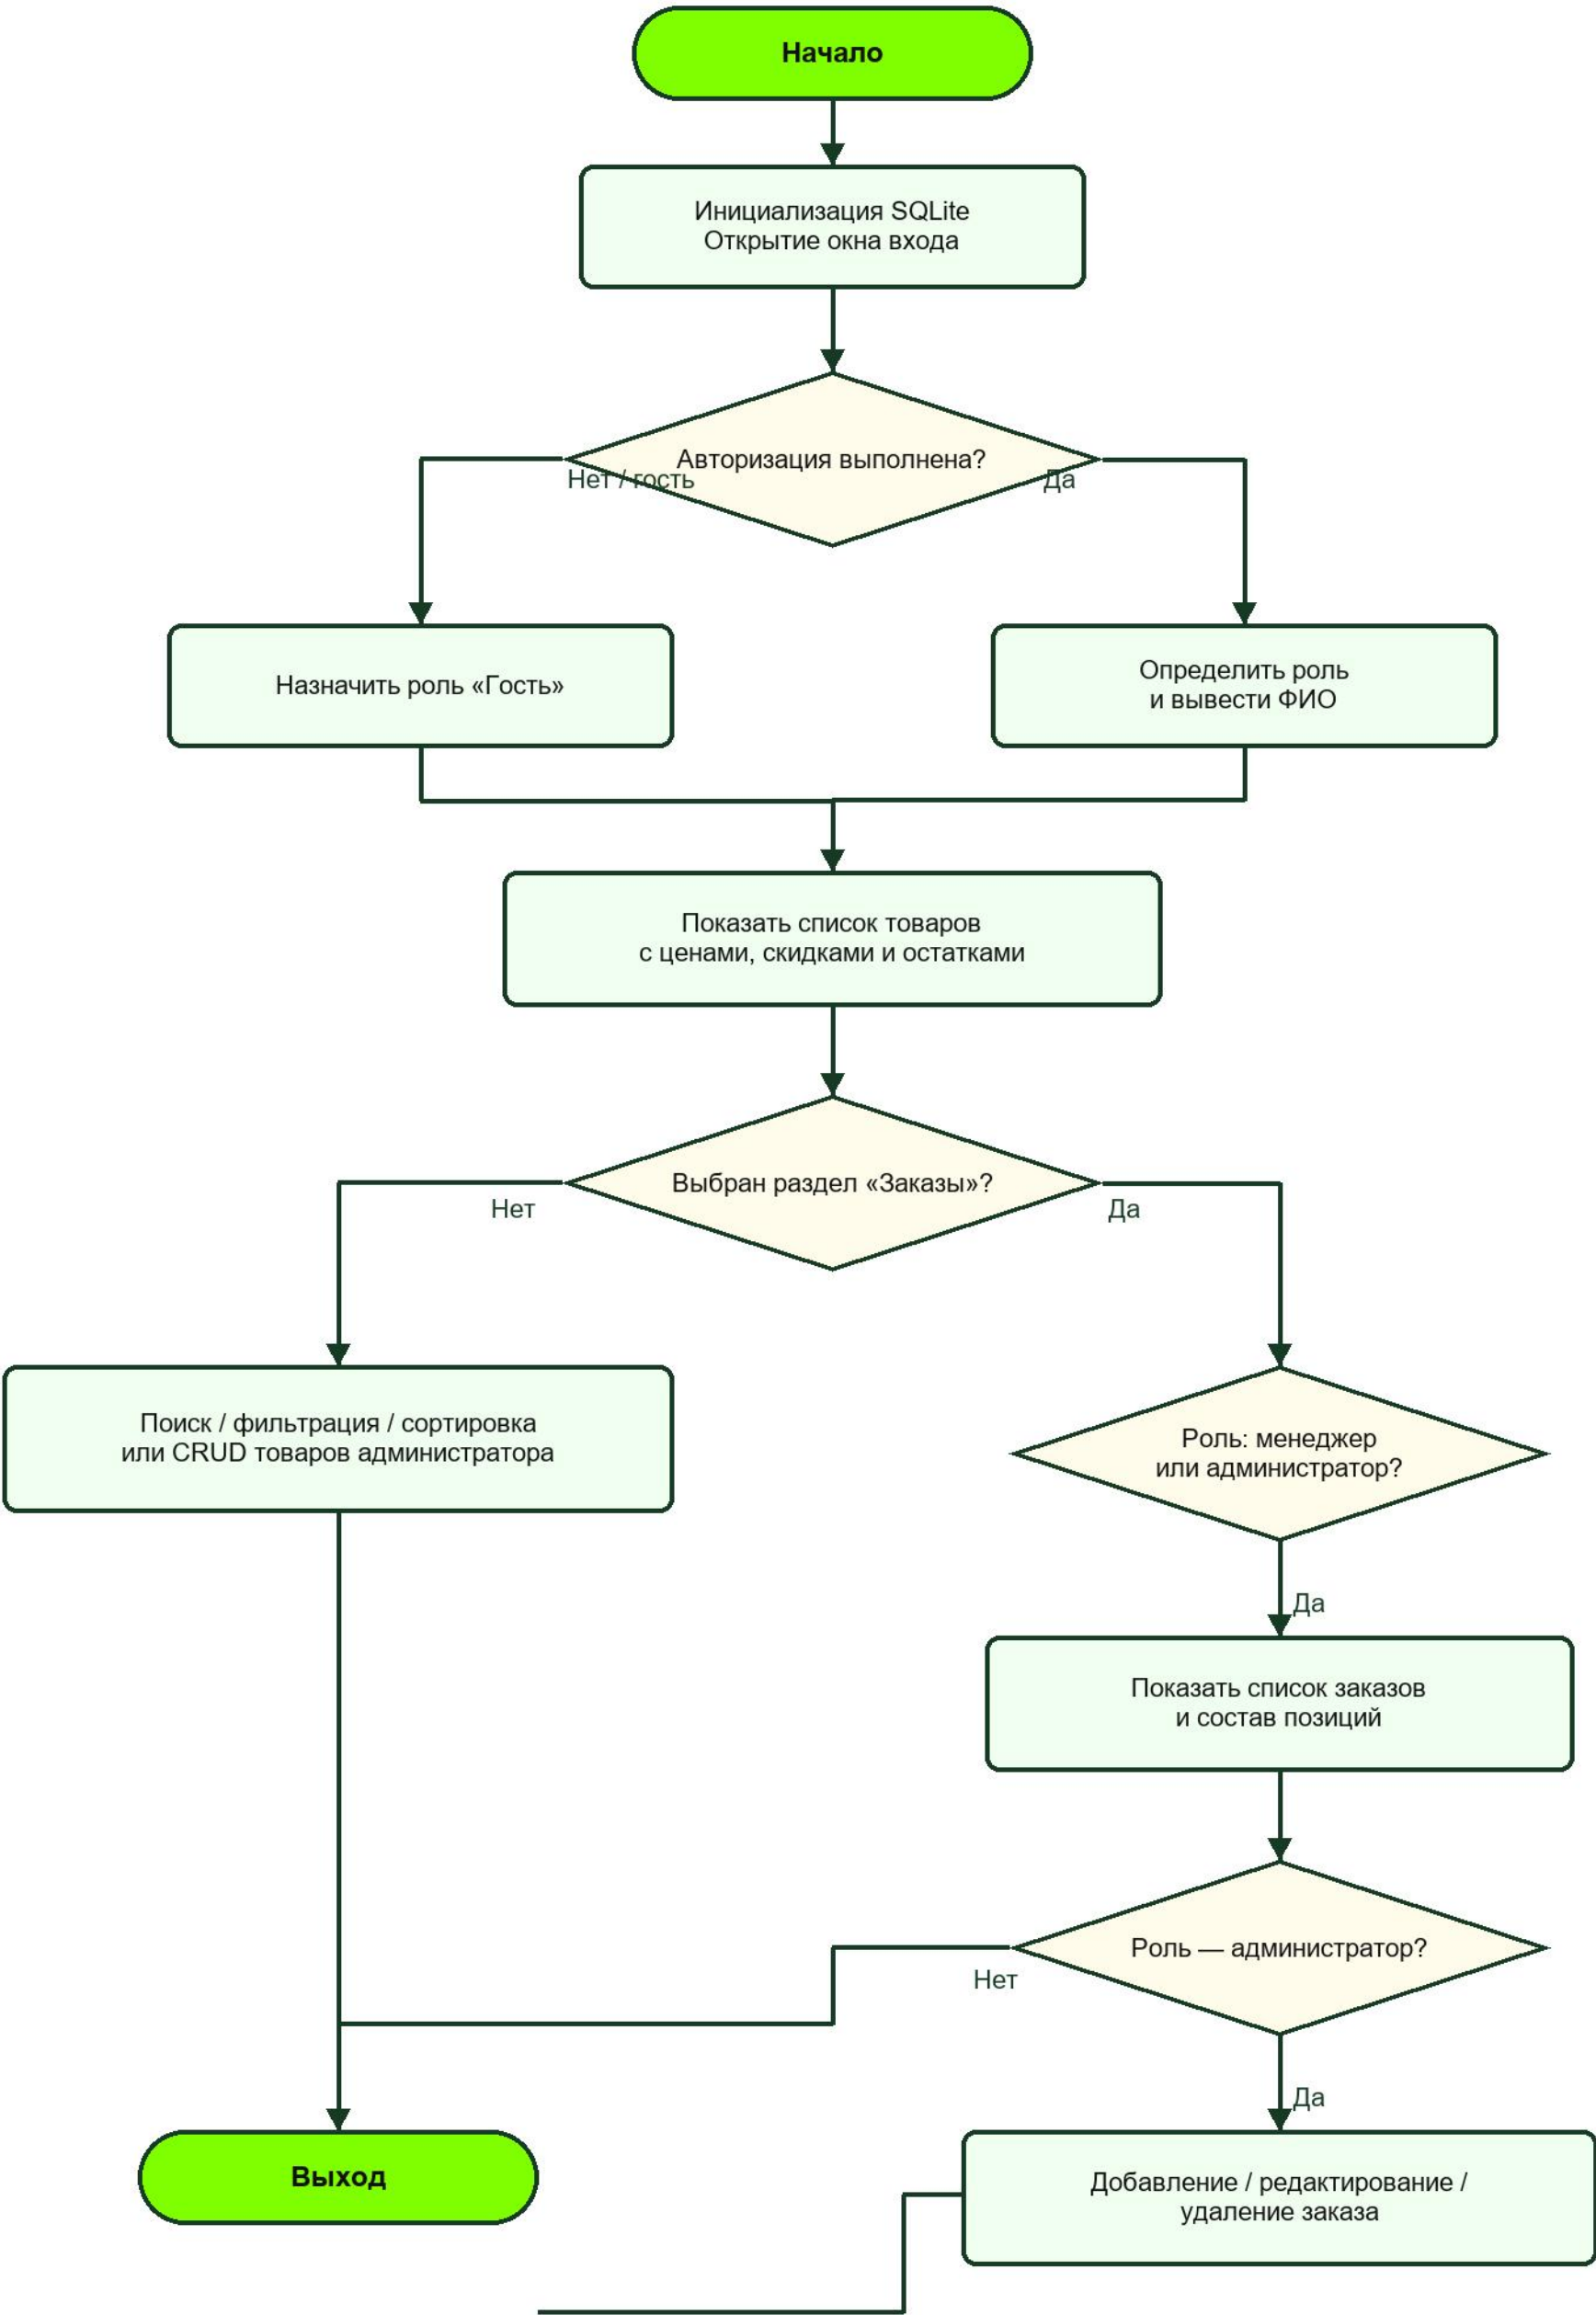 Начало
Инициализация SQLite
Открытие окна входа
Авторизация выполнена?
Нет / гость
Да
Назначить роль «Гость»
Определить роль
и вывести ФИО
Показать список товаров
с ценами, скидками и остатками
Выбран раздел «Заказы»?
Нет
Да
Поиск / фильтрация / сортировка
или CRUD товаров администратора
Роль: менеджер
или администратор?
Да
Показать список заказов
и состав позиций
Роль — администратор?
Нет
Да
Выход
Добавление / редактирование /
удаление заказа